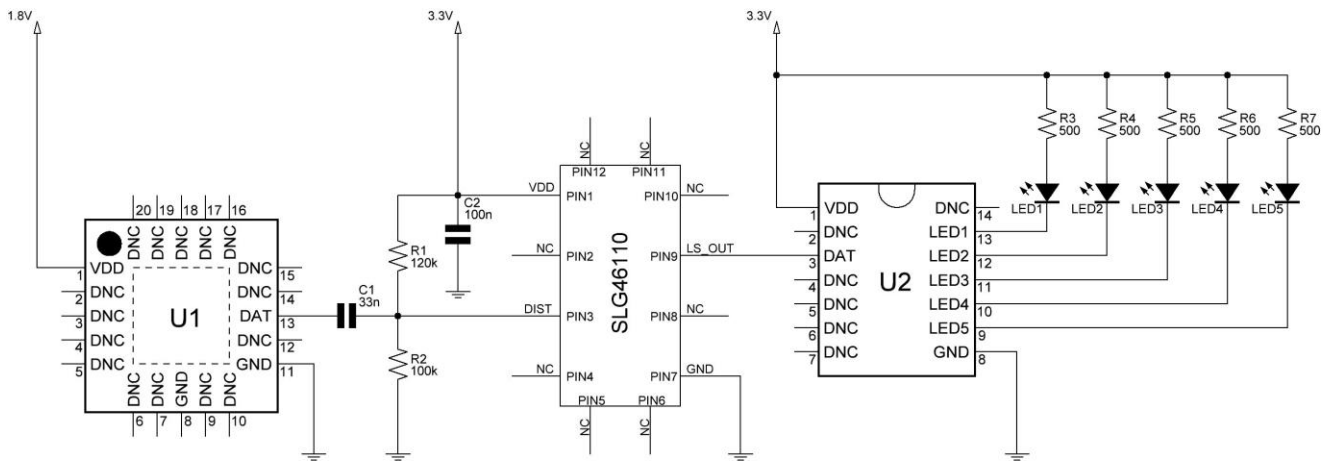 1.8V
3.3V
3.3V
20 19 18 17 16
DNC DNC DNC DNC DNC
VDD
1
DNC
2
DNC
3
DNC
4
DNC
5
U1
DNC
15
DNC
14
DAT
13
DNC
12
GND
11
DNC DNC GND DNC DNC
6 7 8 9 10
C1
33n
R1
120k
R2
100k
C2
100n
NC NC
PIN12 PIN11
VDD PIN1
NC PIN2
DIST PIN3
NC PIN4
SLG46110
PIN10 NC
PIN9 LS_OUT
PIN8 NC
PIN7 GND
PIN5 PIN6
NC NC
R3
500
R4
500
R5
500
R6
500
R7
500
LED1 LED2 LED3 LED4 LED5
VDD
1
DNC
2
DAT
3
DNC
4
DNC
5
DNC
6
DNC
7
U2
DNC
14
LED1
13
LED2
12
LED3
11
LED4
10
LED5
9
GND
8